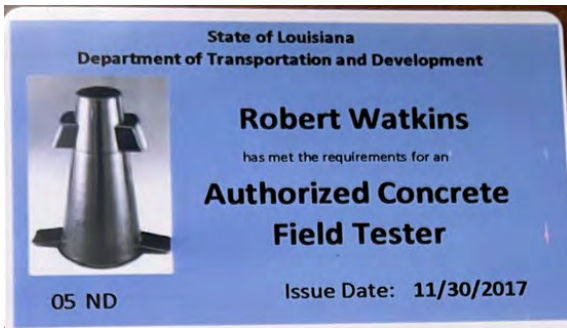 State of Louisiana
Department of Transportation and Development
Robert Watkins
has met the requirements for an
Authorized Concrete
Field Tester
Issue Date: 11/30/2017
05 ND